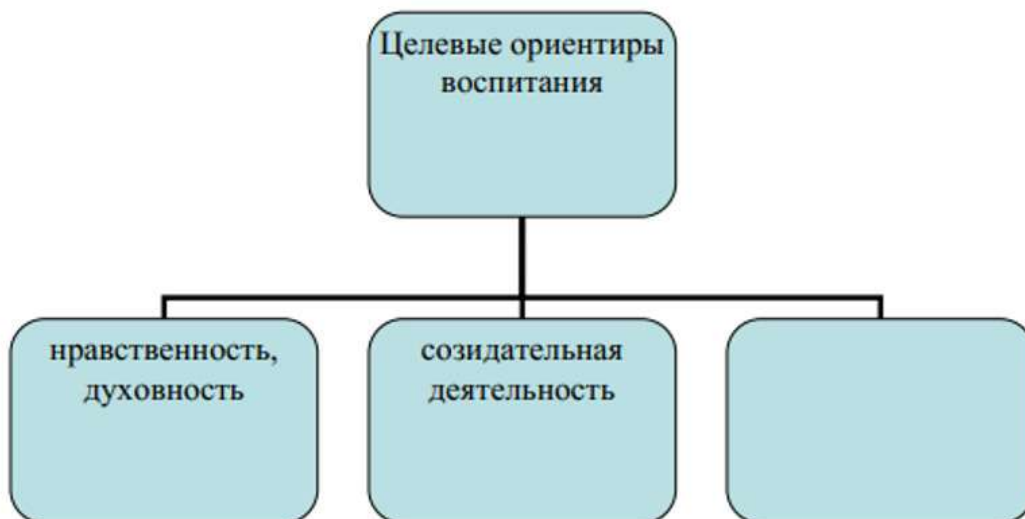 Целевые ориентиры
воспитания
нравственность,
духовность
созидательная
деятельность